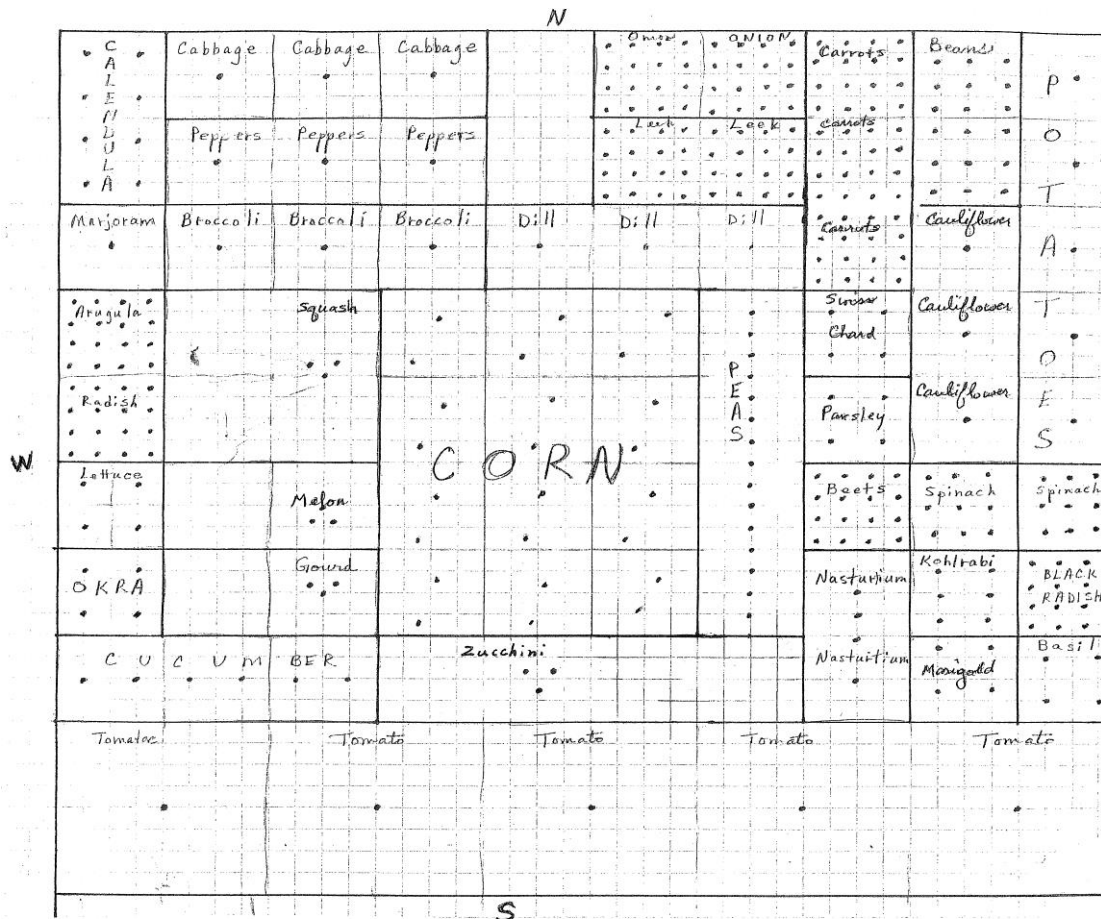 N
CALENDULA Cabbage Cabbage Cabbage Onion ONION Carrots Beans POTATOES
Peppers Peppers Peppers Leek Leek Carrots
Marjoram Broccoli Broccoli Broccoli Dill Dill Dill Carrots Cauliflower
Arugula Squash CORN PEAS Swiss Chard Cauliflower
Radish Parsley Cauliflower
W
Lettuce Melon Beets Spinach Spinach
OKRA Gourd Nasturtium Kohlrabi BLACK RADISH
CUCUMBER Zucchini Nastuitium Marigold Basil
Tomato Tomato Tomato Tomato
S